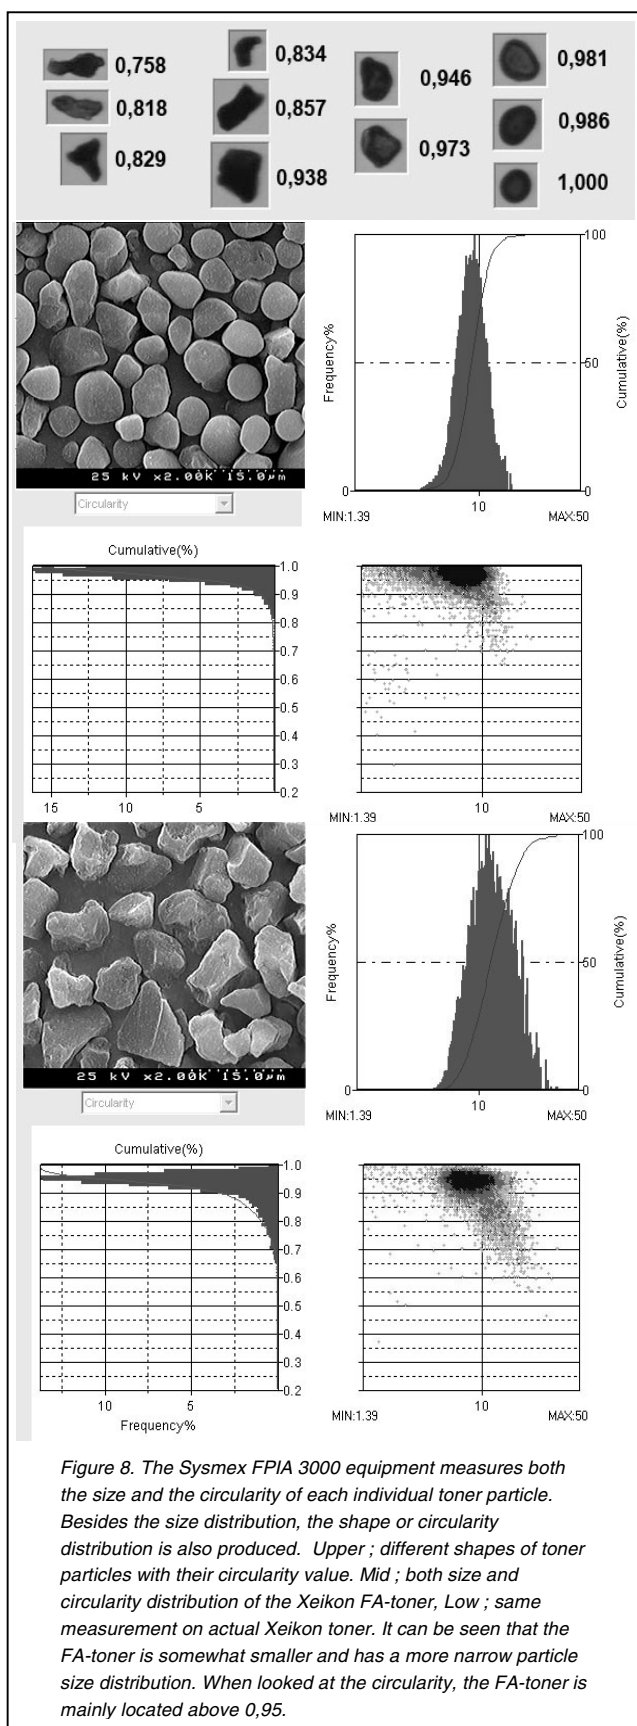 0,758
0,818
0,829
0,834
0,857
0,938
0,946
0,973
0,981
0,986
1,000
25 kV x2.00K 15.0µm
Circularity
Frequency%
Cumulative(%)
100
50
0
0
10
MIN:1.39
MAX:50
Cumulative(%)
1.0
0.9
0.8
0.7
0.6
0.5
0.4
0.3
0.2
15
10
5
10
MIN:1.39
MAX:50
25 kV x2.00K 15.0µm
Circularity
Frequency%
Cumulative(%)
100
50
0
0
10
MIN:1.39
MAX:50
Cumulative(%)
1.0
0.9
0.8
0.7
0.6
0.5
0.4
0.3
0.2
10
5
Frequency%
10
MIN:1.39
MAX:50
Figure 8. The Sysmex FPIA 3000 equipment measures both
the size and the circularity of each individual toner particle.
Besides the size distribution, the shape or circularity
distribution is also produced. Upper ; different shapes of toner
particles with their circularity value. Mid ; both size and
circularity distribution of the Xeikon FA-toner, Low ; same
measurement on actual Xeikon toner. It can be seen that the
FA-toner is somewhat smaller and has a more narrow particle
size distribution. When looked at the circularity, the FA-toner is
mainly located above 0,95.